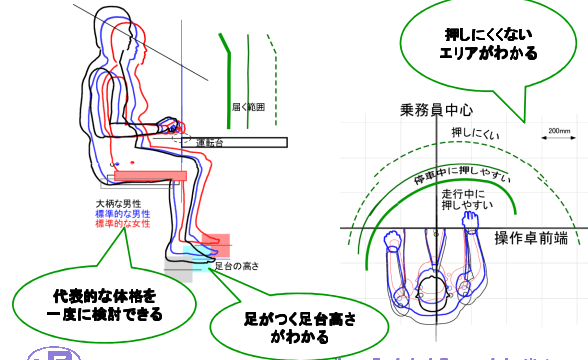 押しにくくない
エリアがわかる
乗務員中心
200mm
押しにくい
届く範囲
停車中に押しやすい
運転台
走行中に
押しやすい
大柄な男性
標準的な男性
標準的な女性
操作卓前端
足台の高さ
代表的な体格を
一度に検討できる
足がつく足台高さ
がわかる